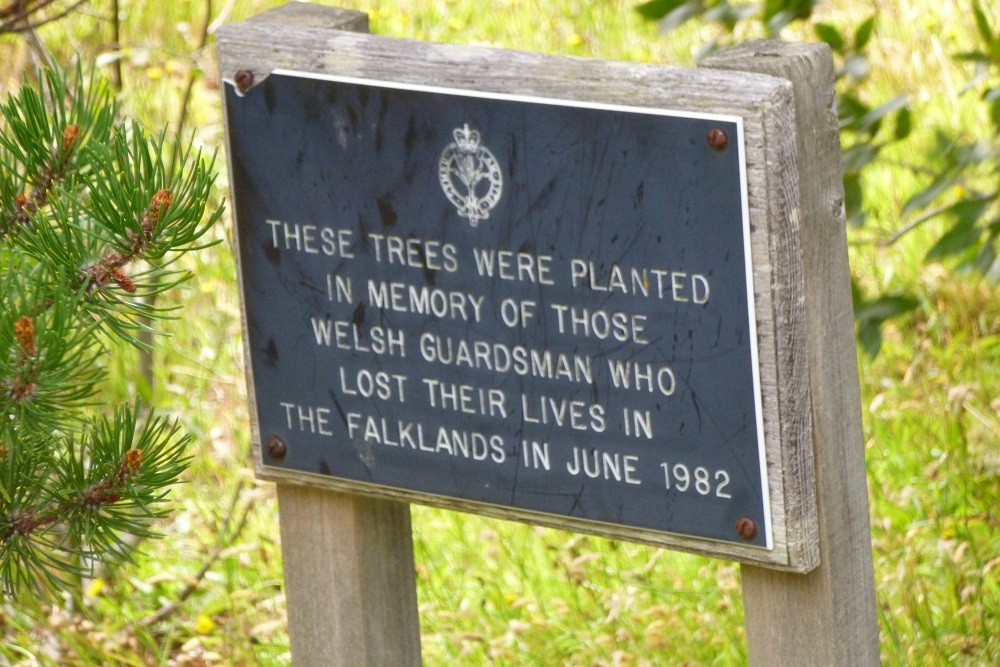 THESE TREES WERE PLANTED
IN MEMORY OF THOSE
WELSH GUARDSMAN WHO
LOST THEIR LIVES IN
THE FALKLANDS IN JUNE 1982